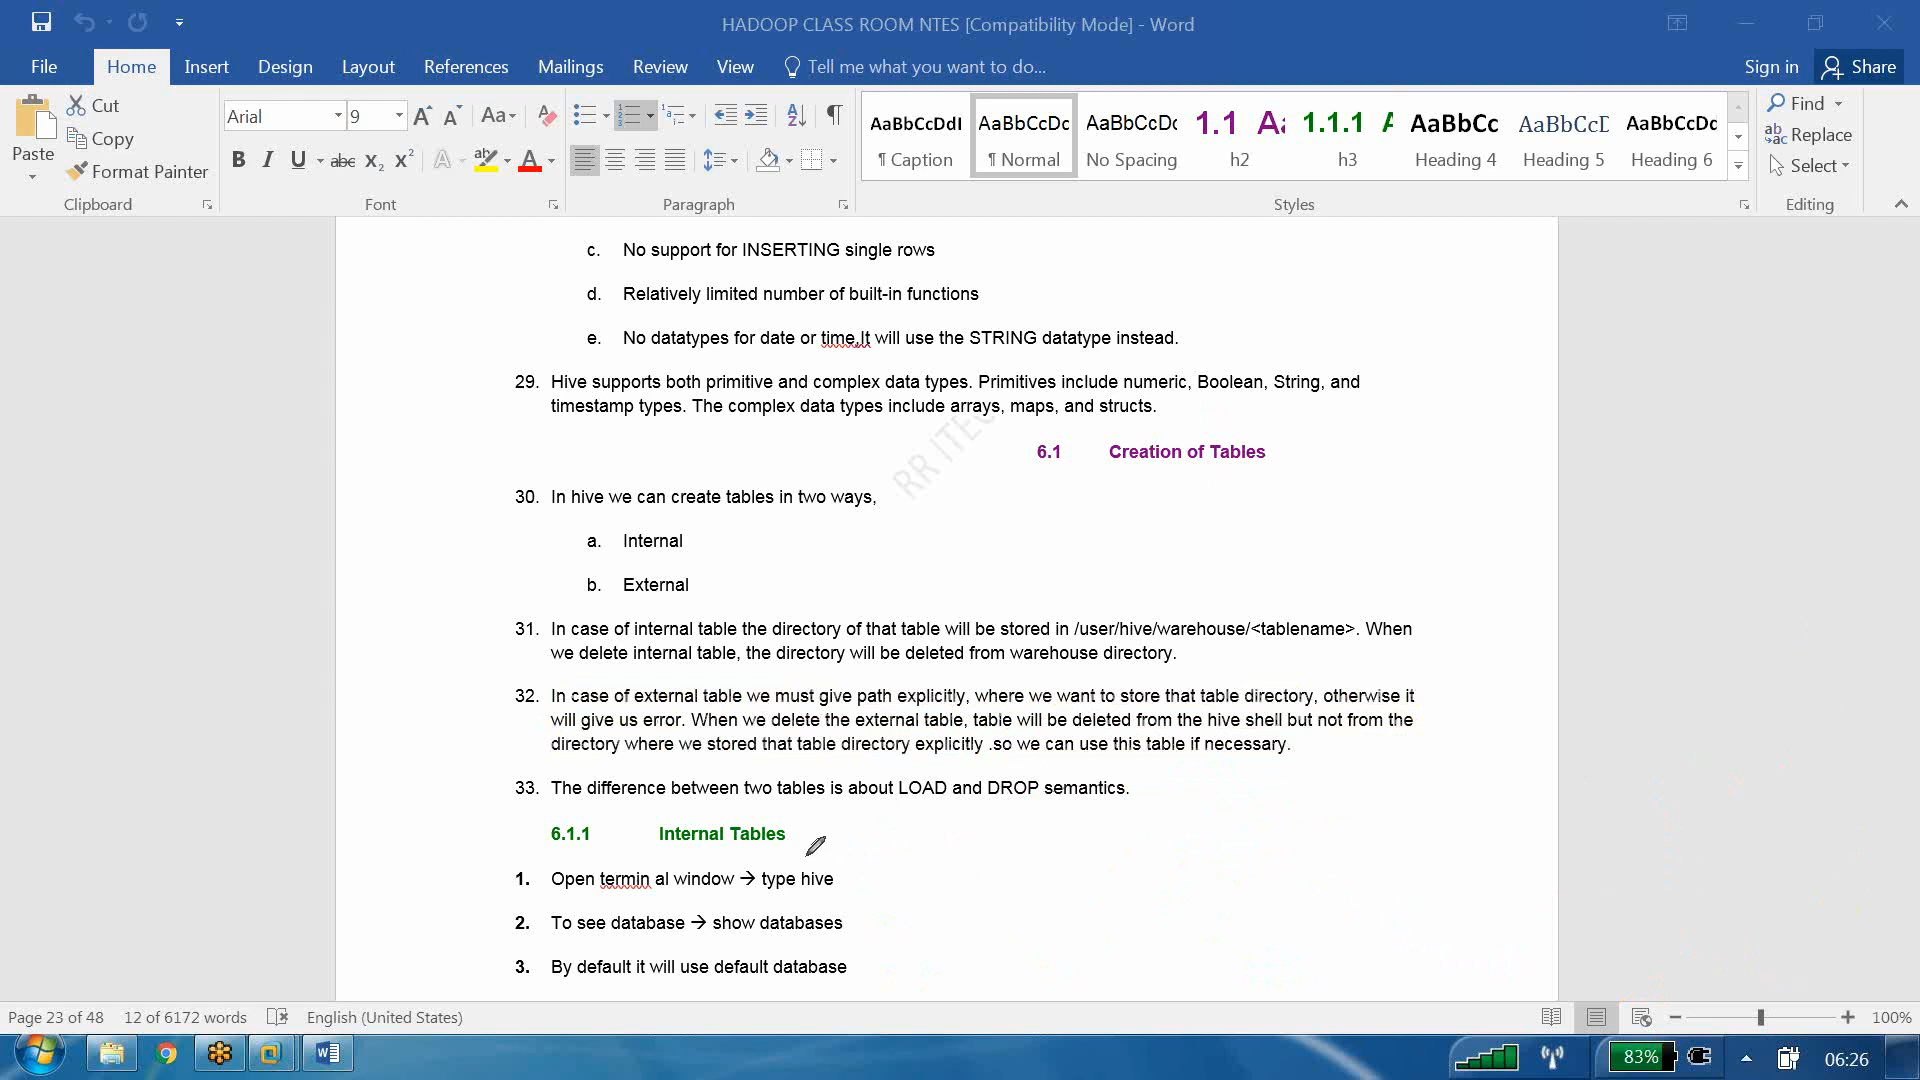 HADOOP CLASS ROOM NTES [Compatibility Mode] - Word
File Home Insert Design Layout References Mailings Review View Tell me what you want to do... Sign in Share
Paste Cut Copy Format Painter
Arial 9
AaBbCcDdI AaBbCcDc AaBbCcDc 1.1 Aa 1.1.1 A AaBbCc AaBbCcD AaBbCcDd
¶ Caption ¶ Normal No Spacing h2 h3 Heading 4 Heading 5 Heading 6
Find Replace Select
Clipboard Font Paragraph Styles Editing
c. No support for INSERTING single rows
d. Relatively limited number of built-in functions
e. No datatypes for date or time,It will use the STRING datatype instead.
29. Hive supports both primitive and complex data types. Primitives include numeric, Boolean, String, and
timestamp types. The complex data types include arrays, maps, and structs.
RR ITEC
6.1 Creation of Tables
30. In hive we can create tables in two ways,
a. Internal
b. External
31. In case of internal table the directory of that table will be stored in /user/hive/warehouse/<tablename>. When
we delete internal table, the directory will be deleted from warehouse directory.
32. In case of external table we must give path explicitly, where we want to store that table directory, otherwise it
will give us error. When we delete the external table, table will be deleted from the hive shell but not from the
directory where we stored that table directory explicitly .so we can use this table if necessary.
33. The difference between two tables is about LOAD and DROP semantics.
6.1.1 Internal Tables
1. Open termin al window → type hive
2. To see database → show databases
3. By default it will use default database
Page 23 of 48 12 of 6172 words English (United States) 100%
83% 06:26